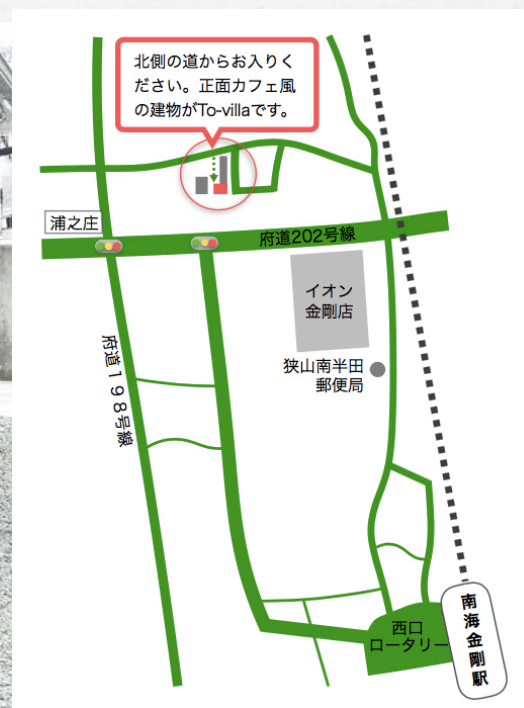 北側の道からお入りく
ださい。正面カフェ風
の建物がTo-villaです。
浦之庄
府道202号線
イオン
金剛店
狭山南半田
郵便局
府道１９８号線
西口
ロータリー
南海金剛駅